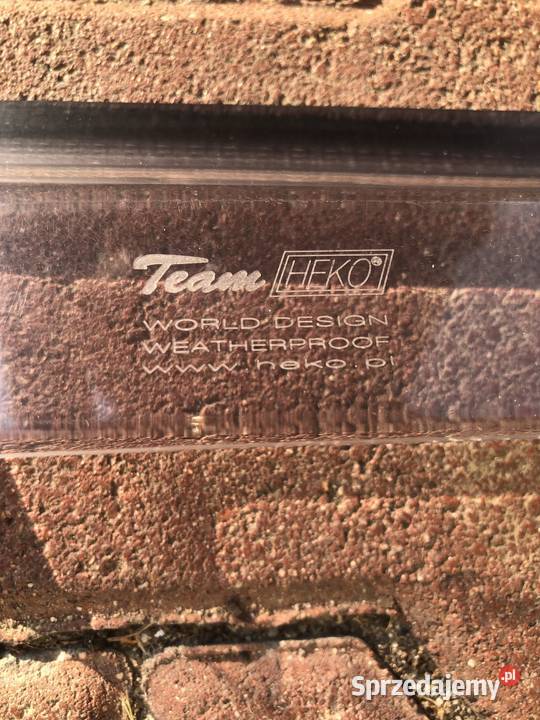 Team HEKO®
WORLD DESIGN
WEATHERPROOF
www.heko.pl
Sprzedajemy.pl